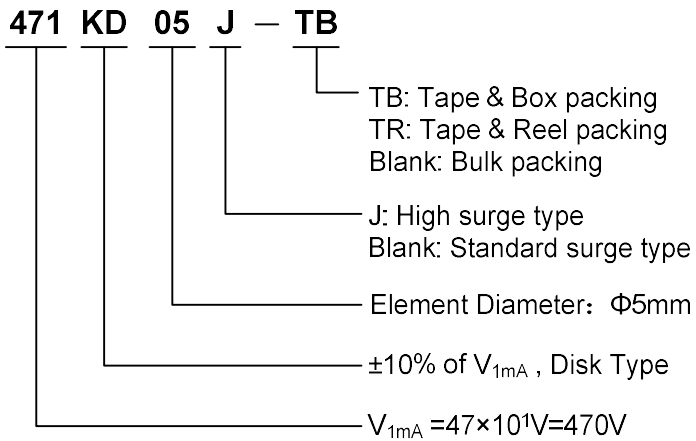 471 KD 05 J – TB
TB: Tape & Box packing
TR: Tape & Reel packing
Blank: Bulk packing
J: High surge type
Blank: Standard surge type
Element Diameter：Φ5mm
±10% of V₁ₘA , Disk Type
V₁ₘA =47×10¹V=470V